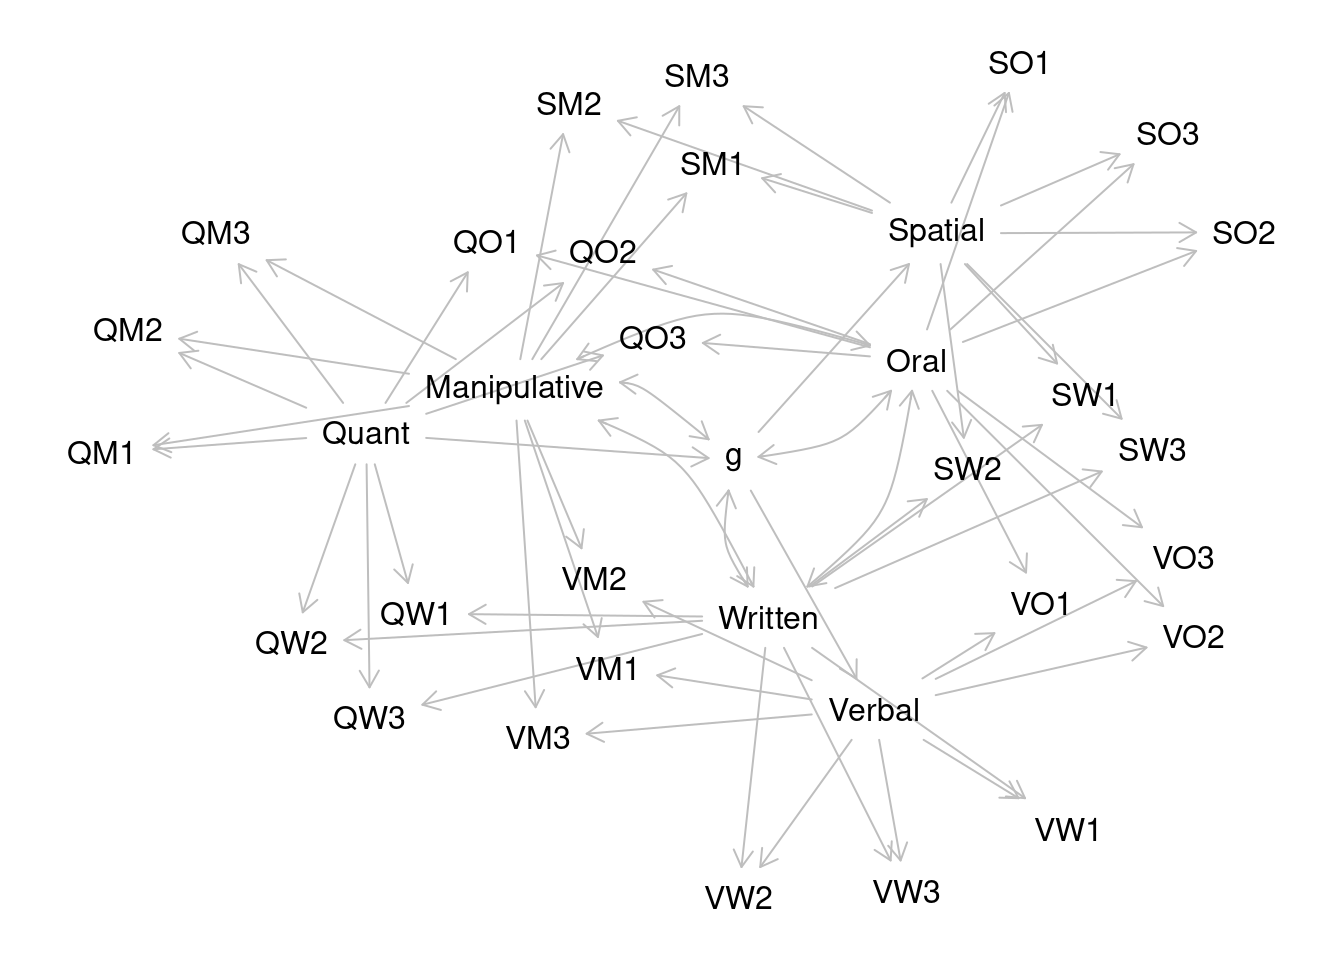 SO1
SM3
SM2
SO3
SM1
Spatial
SO2
QM3
QO1
QO2
QM2
QO3
Oral
Manipulative
SW1
Quant
QM1
g
SW3
SW2
VO3
VM2
VO1
QW1
Written
VO2
QW2
VM1
Verbal
QW3
VM3
VW1
VW3
VW2